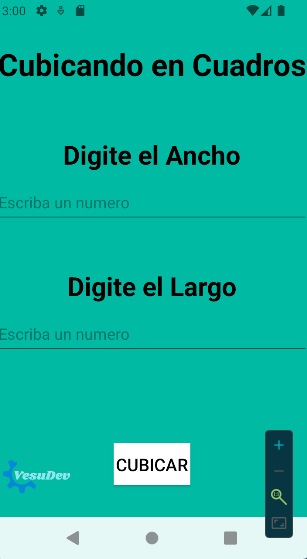 3:00
Cubicando en Cuadros
Digite el Ancho
Escriba un numero
Digite el Largo
Escriba un numero
CUBICAR
VesuDev